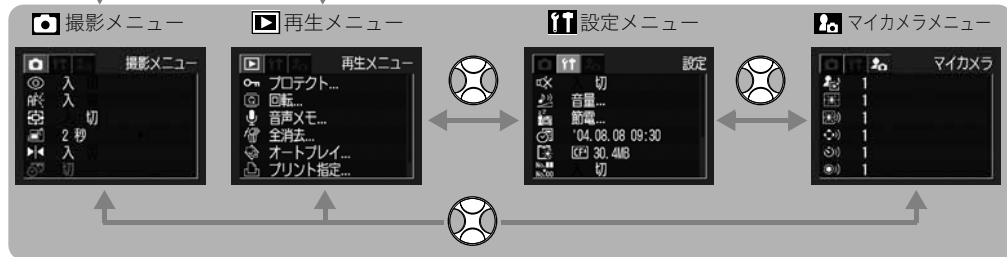 撮影メニュー
再生メニュー
設定メニュー
マイカメラメニュー
撮影メニュー
入
AF 入
切
2 秒
入
切
再生メニュー
プロテクト...
回転...
音声メモ...
全消去...
オートプレイ...
プリント指定...
設定
切
音量...
節電...
'04.08.08 09:30
CF 30.4MB
切
マイカメラ
1
1
1
1
1
1